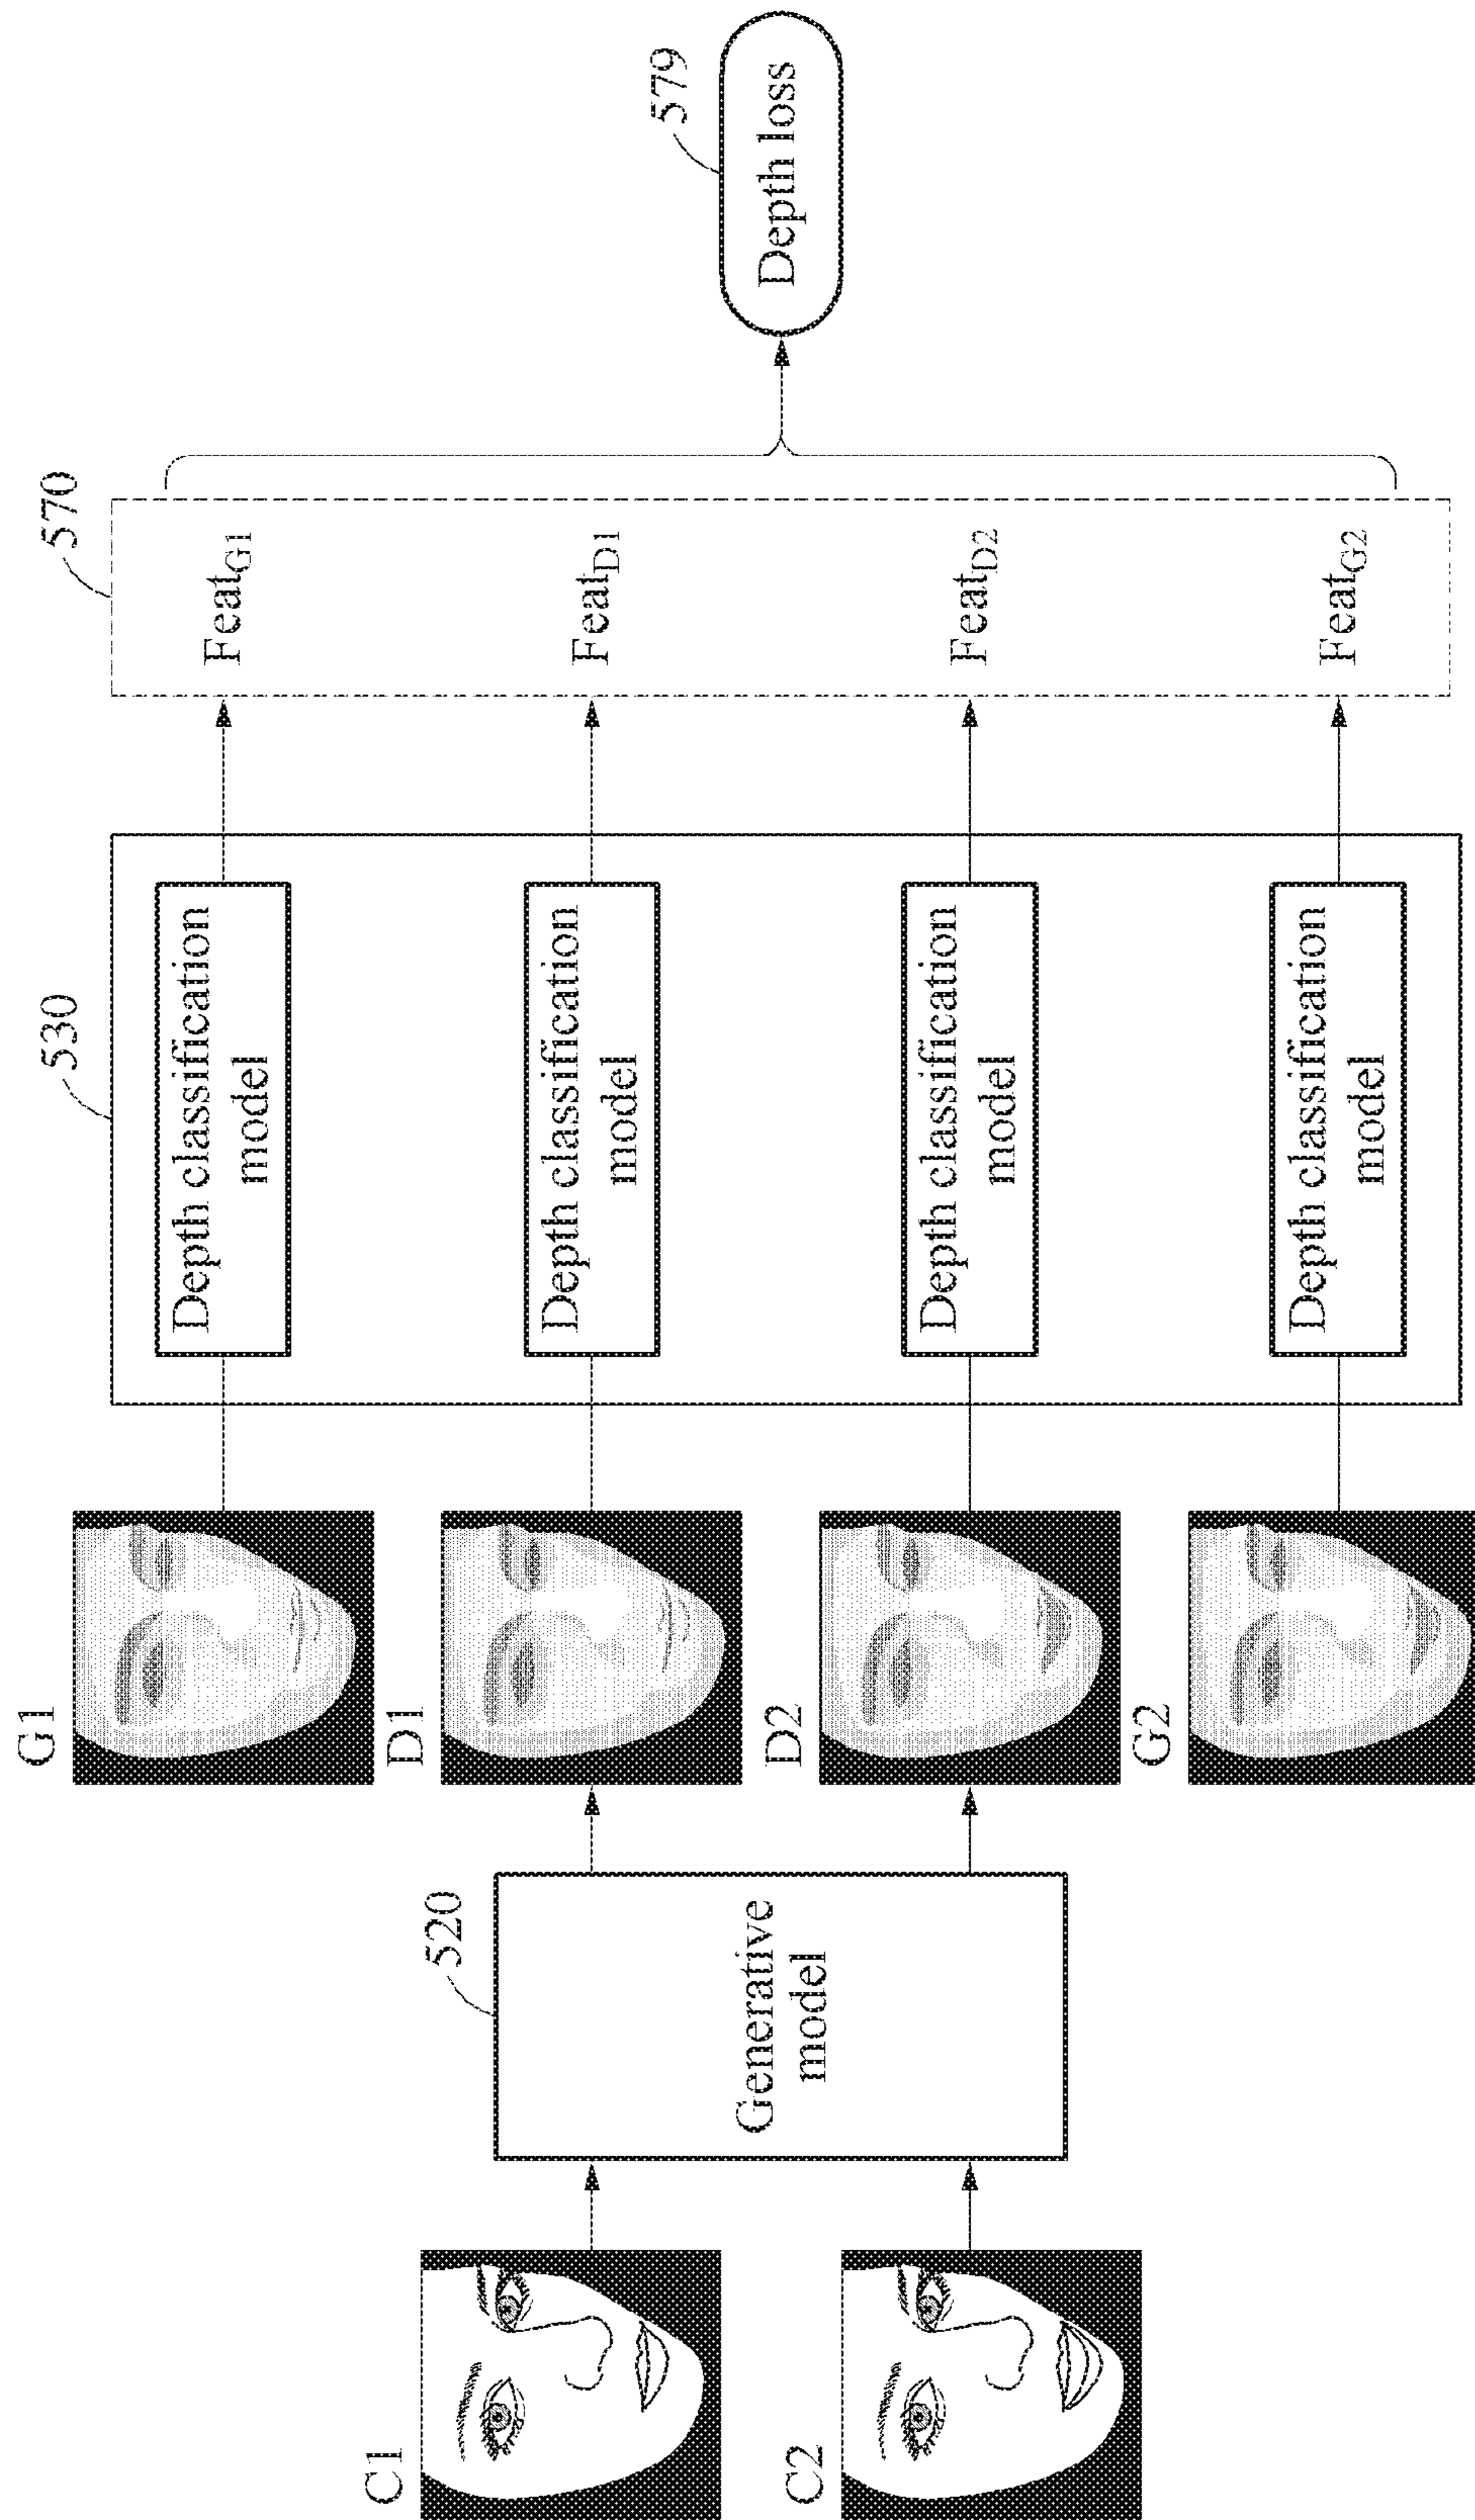 C1
C2
520
Generative
model
G1
D1
D2
G2
530
Depth classification
model
Depth classification
model
Depth classification
model
Depth classification
model
570
Feat_G1
Feat_D1
Feat_D2
Feat_G2
579
Depth loss